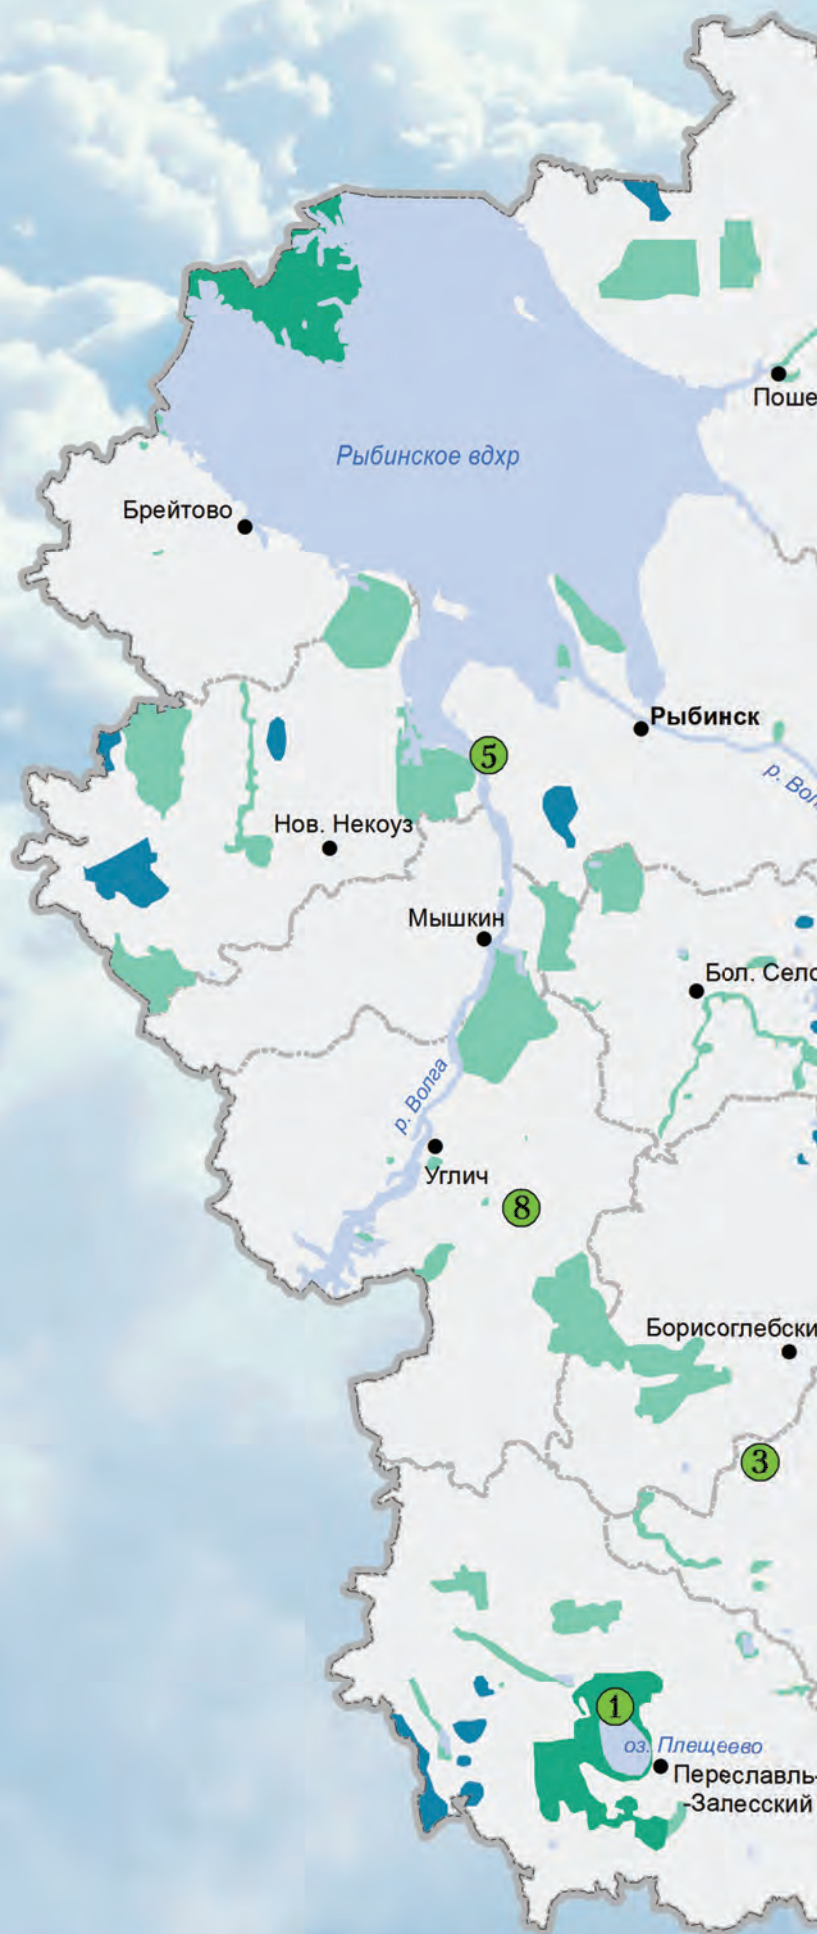 Поше
Рыбинское вдхр
Брейтово
Рыбинск
5
р. Вол
Нов. Некоуз
Мышкин
Бол. Село
р. Волга
Углич
8
Борисоглебски
3
1
оз. Плещеево
Переславль-
-Залесский